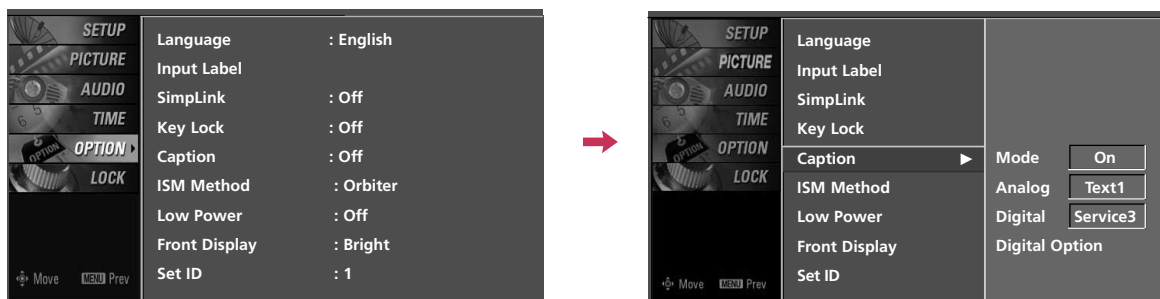 SETUP
PICTURE
AUDIO
TIME
OPTION
LOCK
Move MENU Prev
Language : English
Input Label
SimpLink : Off
Key Lock : Off
Caption : Off
ISM Method : Orbiter
Low Power : Off
Front Display : Bright
Set ID : 1
SETUP
PICTURE
AUDIO
TIME
OPTION
LOCK
Move MENU Prev
Language
Input Label
SimpLink
Key Lock
Caption ▶
ISM Method
Low Power
Front Display
Set ID
Mode On
Analog Text1
Digital Service3
Digital Option